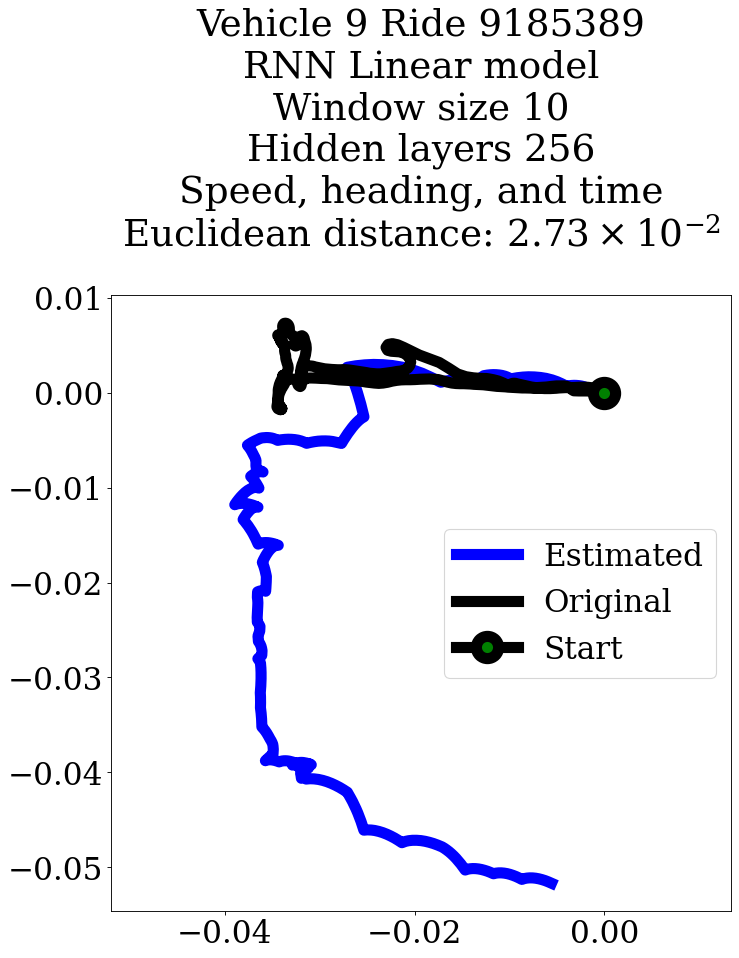 Vehicle 9 Ride 9185389
RNN Linear model
Window size 10
Hidden layers 256
Speed, heading, and time
Euclidean distance: 2.73 × 10⁻²
0.01
0.00
−0.01
−0.02
−0.03
−0.04
−0.05
Estimated
Original
Start
−0.04
−0.02
0.00